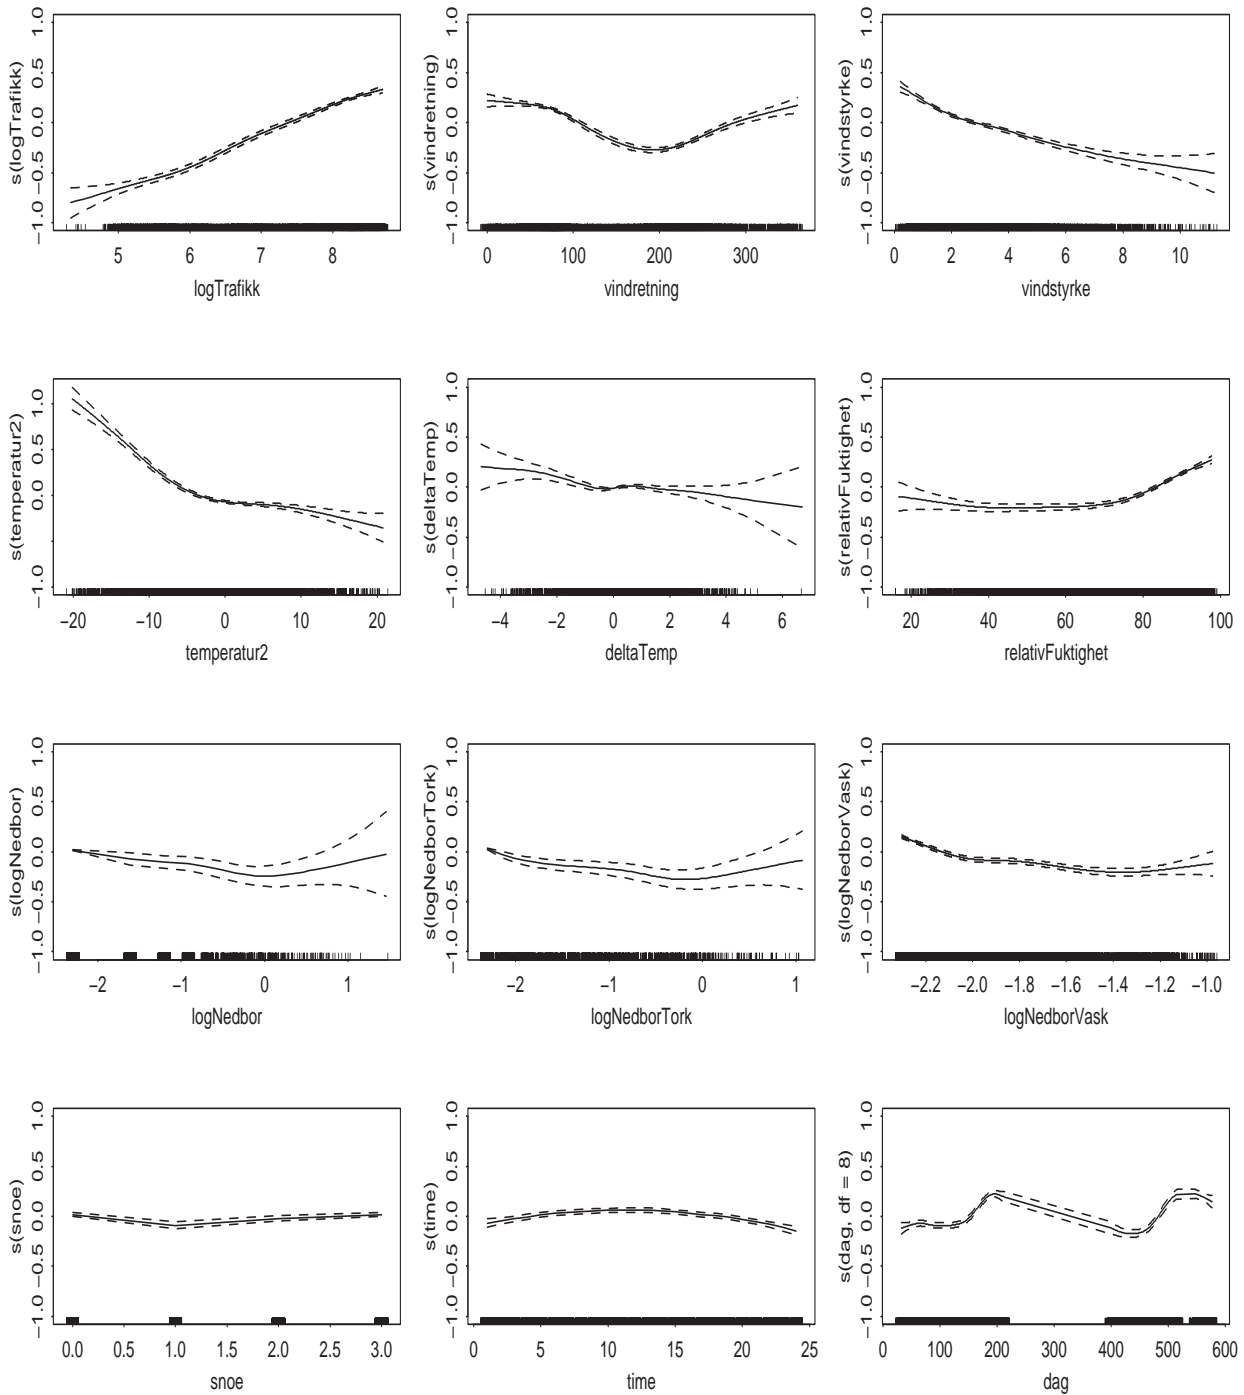 s(logTrafikk)
−1.0 −0.5 0.0 0.5 1.0
5 6 7 8
logTrafikk
s(vindretning)
−1.0 −0.5 0.0 0.5 1.0
0 100 200 300
vindretning
s(vindstyrke)
−1.0 −0.5 0.0 0.5 1.0
0 2 4 6 8 10
vindstyrke
s(temperatur2)
−1.0 0.0 0.5 1.0
−20 −10 0 10 20
temperatur2
s(deltaTemp)
−1.0 −0.5 0.0 0.5 1.0
−4 −2 0 2 4 6
deltaTemp
s(relativFuktighet)
−1.0 −0.5 0.0 0.5 1.0
20 40 60 80 100
relativFuktighet
s(logNedbor)
−1.0 −0.5 0.0 0.5 1.0
−2 −1 0 1
logNedbor
s(logNedborTork)
−1.0 −0.5 0.0 0.5 1.0
−2 −1 0 1
logNedborTork
s(logNedborVask)
−1.0 −0.5 0.0 0.5 1.0
−2.2 −2.0 −1.8 −1.6 −1.4 −1.2 −1.0
logNedborVask
s(snoe)
−1.0 −0.5 0.0 0.5 1.0
0.0 0.5 1.0 1.5 2.0 2.5 3.0
snoe
s(time)
−1.0 −0.5 0.0 0.5 1.0
0 5 10 15 20 25
time
s(dag, df = 8)
−1.0 −0.5 0.0 0.5 1.0
0 100 200 300 400 500 600
dag